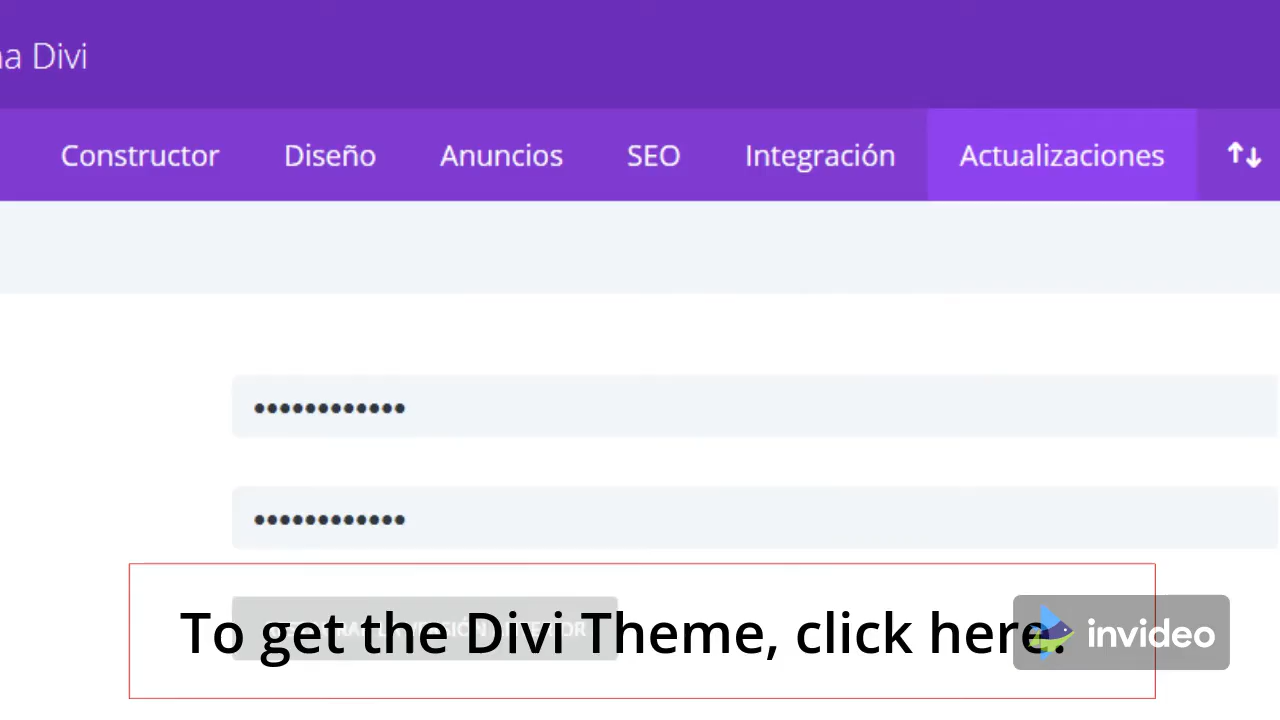 na Divi
Constructor Diseño Anuncios SEO Integración Actualizaciones
••••••••••••
••••••••••••
To get the Divi Theme, click here.
invideo